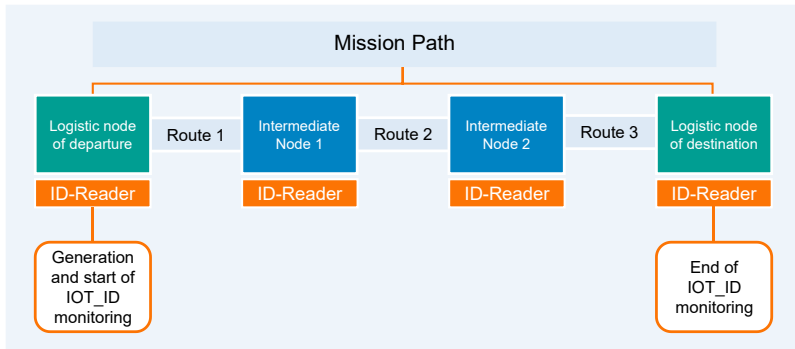 Mission Path
Logistic node
of departure
Route 1
Intermediate
Node 1
Route 2
Intermediate
Node 2
Route 3
Logistic node
of destination
ID-Reader
ID-Reader
ID-Reader
ID-Reader
Generation
and start of
IOT_ID
monitoring
End of
IOT_ID
monitoring